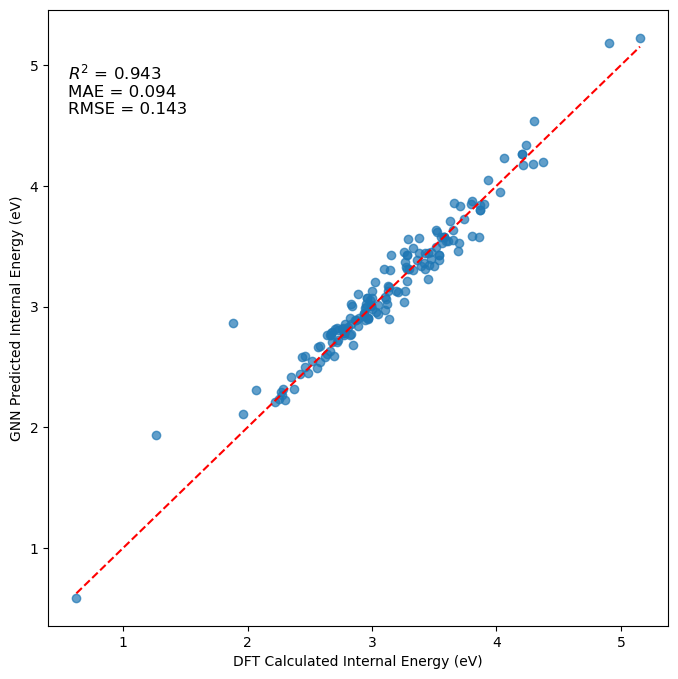 R² = 0.943
MAE = 0.094
RMSE = 0.143
GNN Predicted Internal Energy (eV)
5
4
3
2
1
1 2 3 4 5
DFT Calculated Internal Energy (eV)